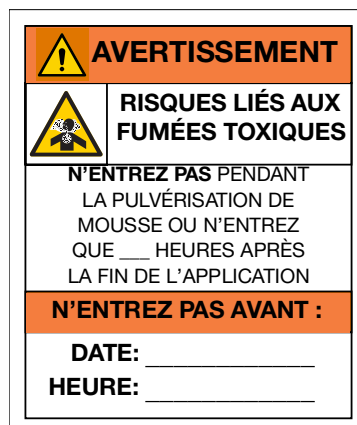 AVERTISSEMENT
RISQUES LIÉS AUX
FUMÉES TOXIQUES
N'ENTREZ PAS PENDANT
LA PULVÉRISATION DE
MOUSSE OU N'ENTREZ
QUE ___ HEURES APRÈS
LA FIN DE L'APPLICATION
N'ENTREZ PAS AVANT :
DATE: ____________
HEURE: ____________